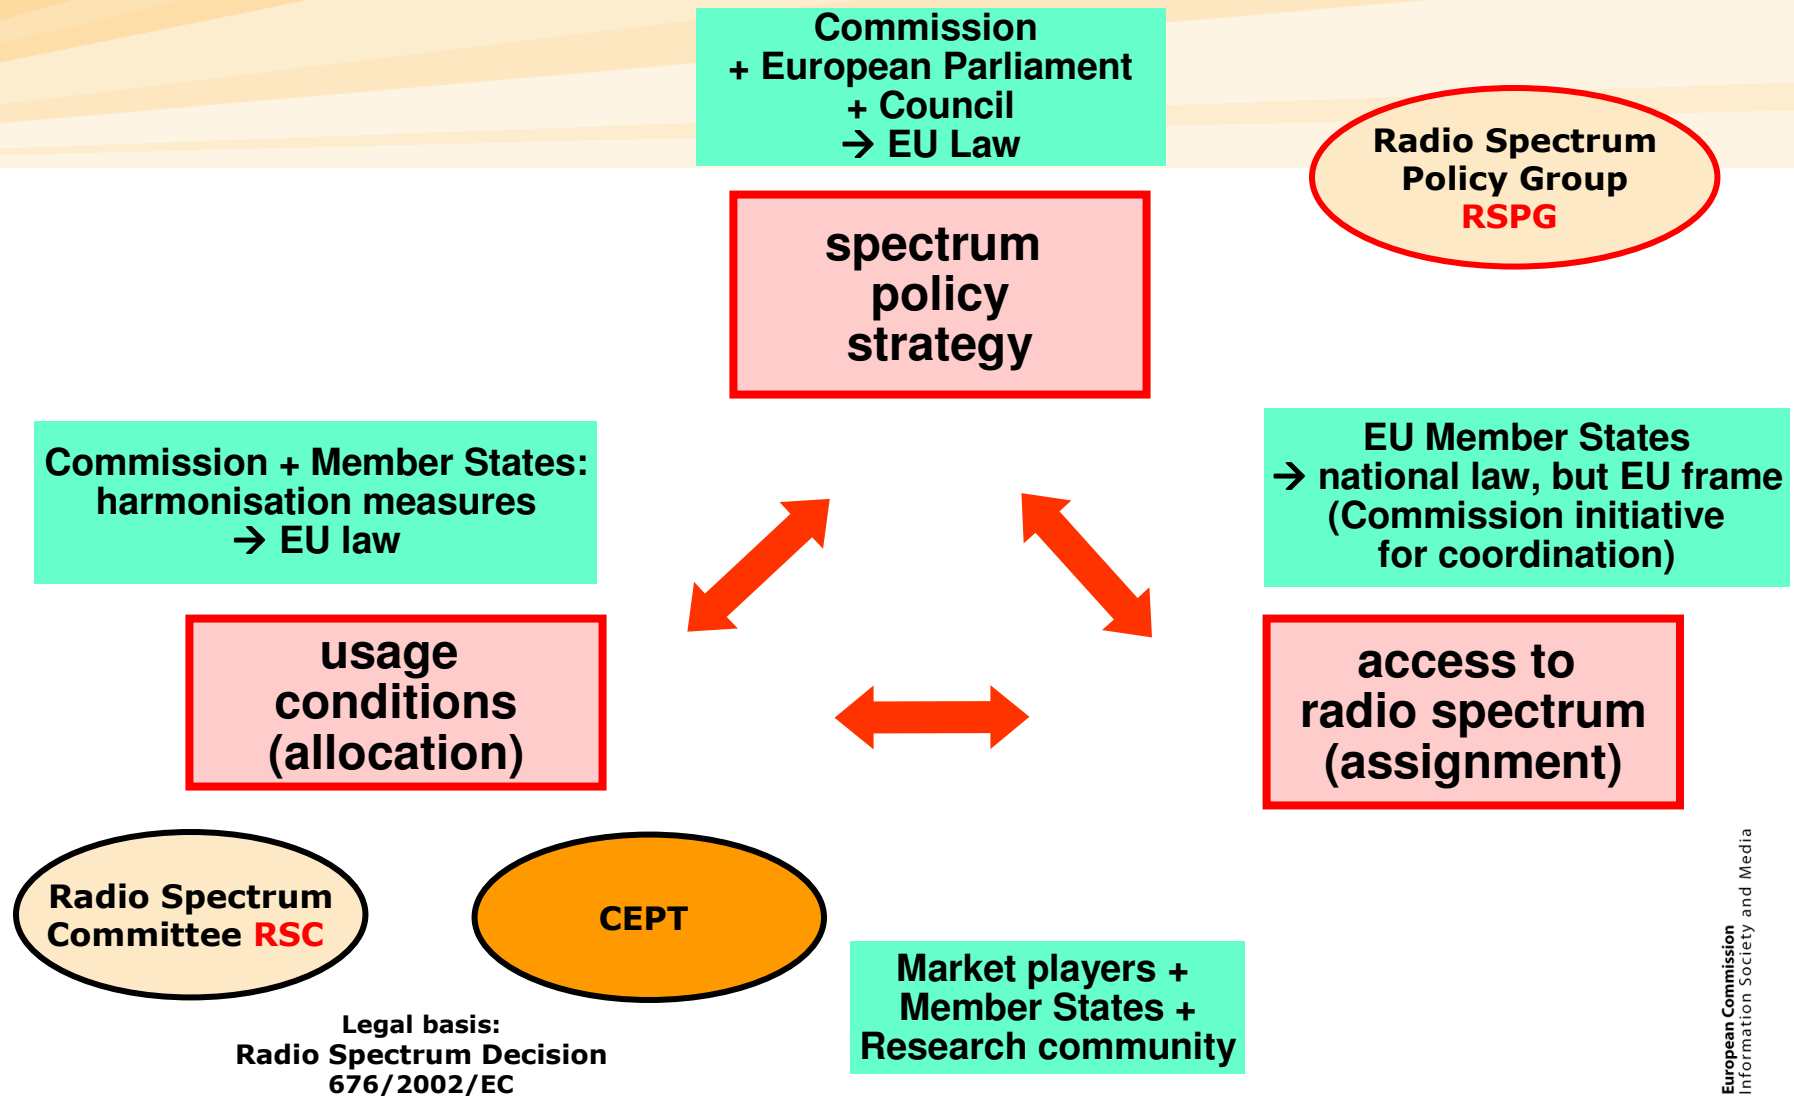 Commission
+ European Parliament
+ Council
→ EU Law
Radio Spectrum
Policy Group
RSPG
spectrum
policy
strategy
Commission + Member States:
harmonisation measures
→ EU law
EU Member States
→ national law, but EU frame
(Commission initiative
for coordination)
usage
conditions
(allocation)
access to
radio spectrum
(assignment)
Radio Spectrum
Committee RSC
CEPT
Market players +
Member States +
Research community
Legal basis:
Radio Spectrum Decision
676/2002/EC
European Commission
Information Society and Media